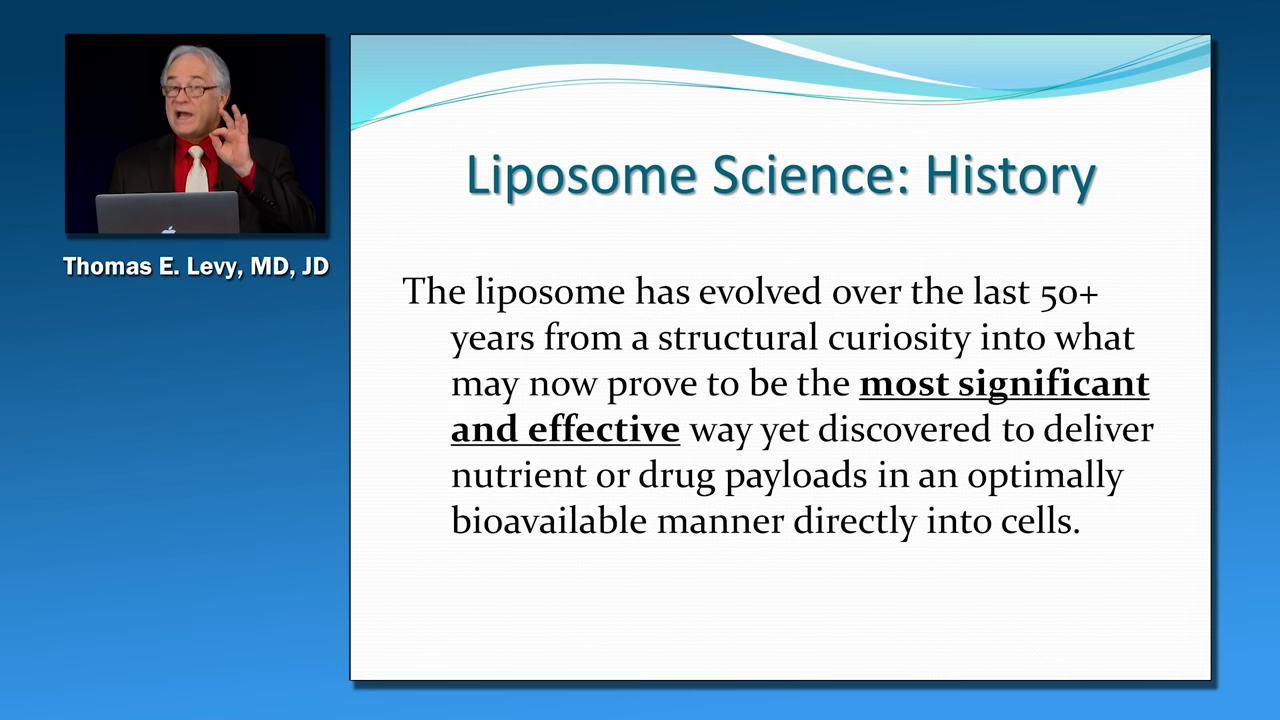 Liposome Science: History
Thomas E. Levy, MD, JD
The liposome has evolved over the last 50+
years from a structural curiosity into what
may now prove to be the most significant
and effective way yet discovered to deliver
nutrient or drug payloads in an optimally
bioavailable manner directly into cells.